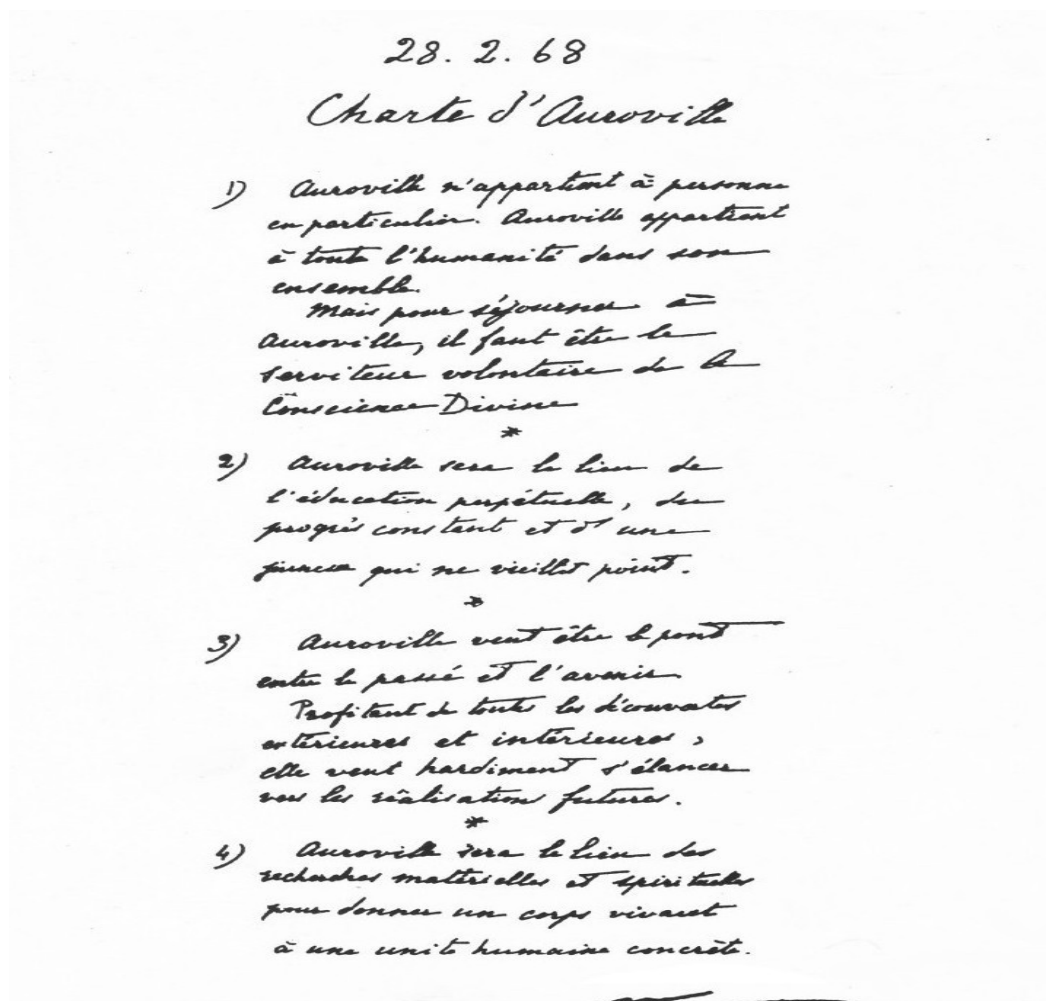 28. 2. 68
Charte d'Auroville
1) Auroville n'appartient à personne
en particulier. Auroville appartient
à toute l'humanité dans son
ensemble.
Mais pour séjourner à
Auroville, il faut être le
serviteur volontaire de la
Conscience Divine
*
2) Auroville sera le lieu de
l'éducation perpétuelle, du
progrès constant et d'une
jeunesse qui ne vieillit point.
*
3) Auroville veut être le pont
entre le passé et l'avenir.
Profitant de toutes les découvertes
extérieures et intérieures,
elle veut hardiment s'élancer
vers les réalisations futures.
*
4) Auroville sera le lieu des
recherches matérielles et spirituelles
pour donner un corps vivant
à une unité humaine concrète.